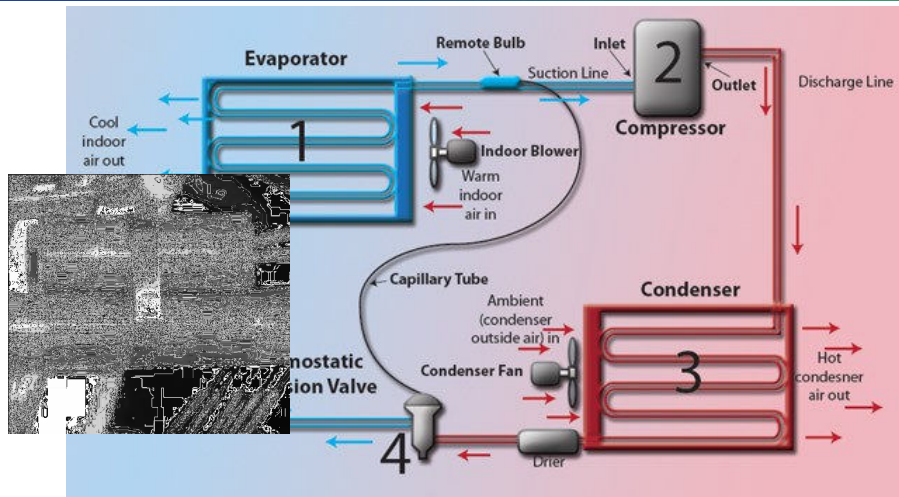 Evaporator
1
Cool
indoor
air out
Remote Bulb
Suction Line
Inlet
2
Outlet
Compressor
Discharge Line
Indoor Blower
Warm
indoor
air in
Capillary Tube
Ambient
(condenser
outside air) in
Condenser
Condenser Fan
3
Hot
condesner
air out
Valve
4
Drier